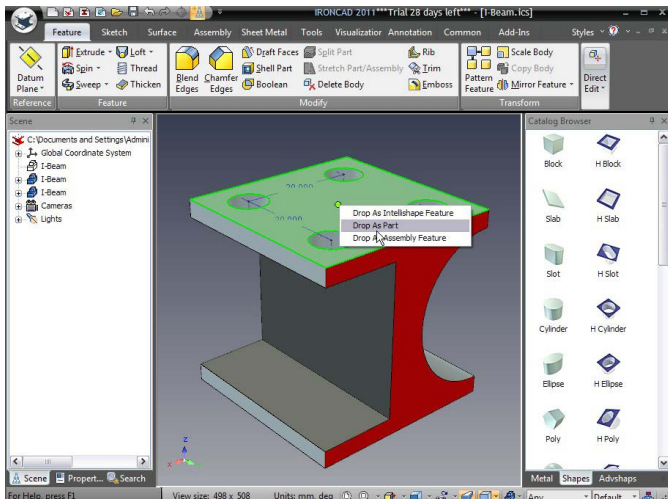 IRONCAD 2011***Trial 28 days left*** - [I-Beam.ics]
Feature Sketch Surface Assembly Sheet Metal Tools Visualization Annotation Common Add-Ins Styles
Extrude Loft Draft Faces Split Part Rib Scale Body
Spin Thread Shell Part Stretch Part/Assembly Trim Copy Body
Sweep Thicken Boolean Delete Body Emboss Mirror Feature
Datum Plane
Blend Edges
Chamfer Edges
Pattern Feature
Direct Edit
Reference Feature Modify Transform
Scene
C:\Documents and Settings\Admini
Global Coordinate System
I-Beam
I-Beam
I-Beam
Cameras
Lights
20.000
20.000
Drop As Intellishape Feature
Drop As Part
Drop As Assembly Feature
z
x
Catalog Browser
Block H Block
Slab H Slab
Slot H Slot
Cylinder H Cylinder
Ellipse H Ellipse
Poly H Poly
Scene Propert... Search
Metal Shapes Advshaps
For Help, press F1 View size: 498 x 508 Units: mm, deg Any Default